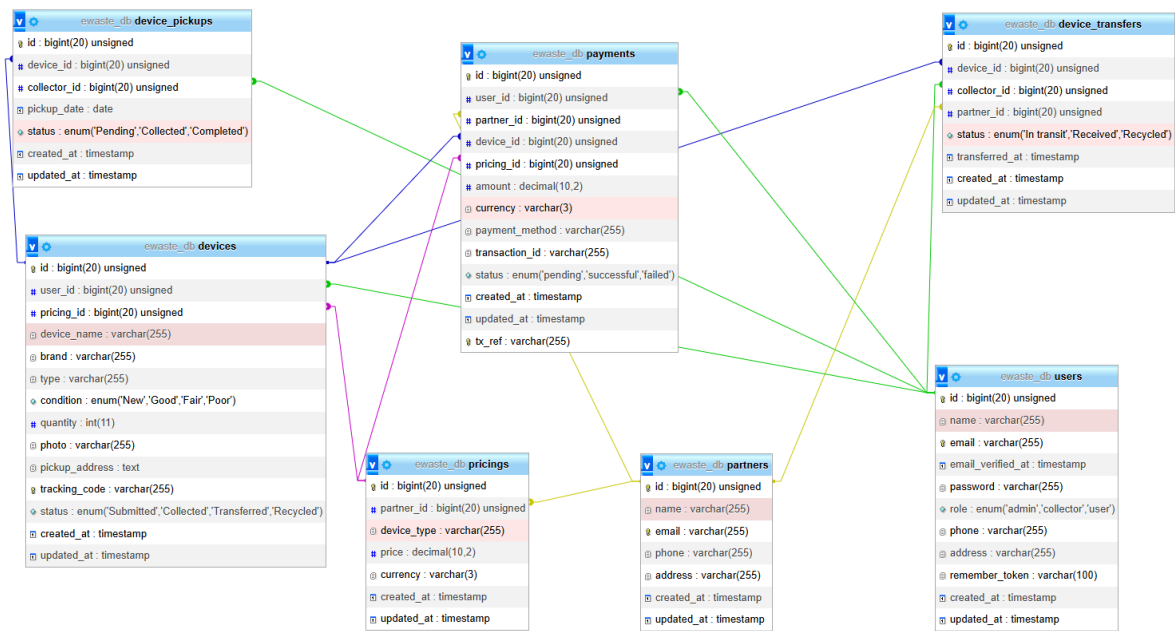 v ewaste_db device_pickups
id : bigint(20) unsigned
# device_id : bigint(20) unsigned
# collector_id : bigint(20) unsigned
pickup_date : date
status : enum('Pending','Collected','Completed')
created_at : timestamp
updated_at : timestamp
v ewaste_db payments
id : bigint(20) unsigned
# user_id : bigint(20) unsigned
# partner_id : bigint(20) unsigned
# device_id : bigint(20) unsigned
# pricing_id : bigint(20) unsigned
# amount : decimal(10,2)
currency : varchar(3)
payment_method : varchar(255)
transaction_id : varchar(255)
status : enum('pending','successful','failed')
created_at : timestamp
updated_at : timestamp
tx_ref : varchar(255)
v ewaste_db device_transfers
id : bigint(20) unsigned
# device_id : bigint(20) unsigned
# collector_id : bigint(20) unsigned
# partner_id : bigint(20) unsigned
status : enum('In transit','Received','Recycled')
transferred_at : timestamp
created_at : timestamp
updated_at : timestamp
v ewaste_db devices
id : bigint(20) unsigned
# user_id : bigint(20) unsigned
# pricing_id : bigint(20) unsigned
device_name : varchar(255)
brand : varchar(255)
type : varchar(255)
condition : enum('New','Good','Fair','Poor')
# quantity : int(11)
photo : varchar(255)
pickup_address : text
tracking_code : varchar(255)
status : enum('Submitted','Collected','Transferred','Recycled')
created_at : timestamp
updated_at : timestamp
v ewaste_db pricings
id : bigint(20) unsigned
# partner_id : bigint(20) unsigned
device_type : varchar(255)
# price : decimal(10,2)
currency : varchar(3)
created_at : timestamp
updated_at : timestamp
v ewaste_db partners
id : bigint(20) unsigned
name : varchar(255)
email : varchar(255)
phone : varchar(255)
address : varchar(255)
created_at : timestamp
updated_at : timestamp
v ewaste_db users
id : bigint(20) unsigned
name : varchar(255)
email : varchar(255)
email_verified_at : timestamp
password : varchar(255)
role : enum('admin','collector','user')
phone : varchar(255)
address : varchar(255)
remember_token : varchar(100)
created_at : timestamp
updated_at : timestamp